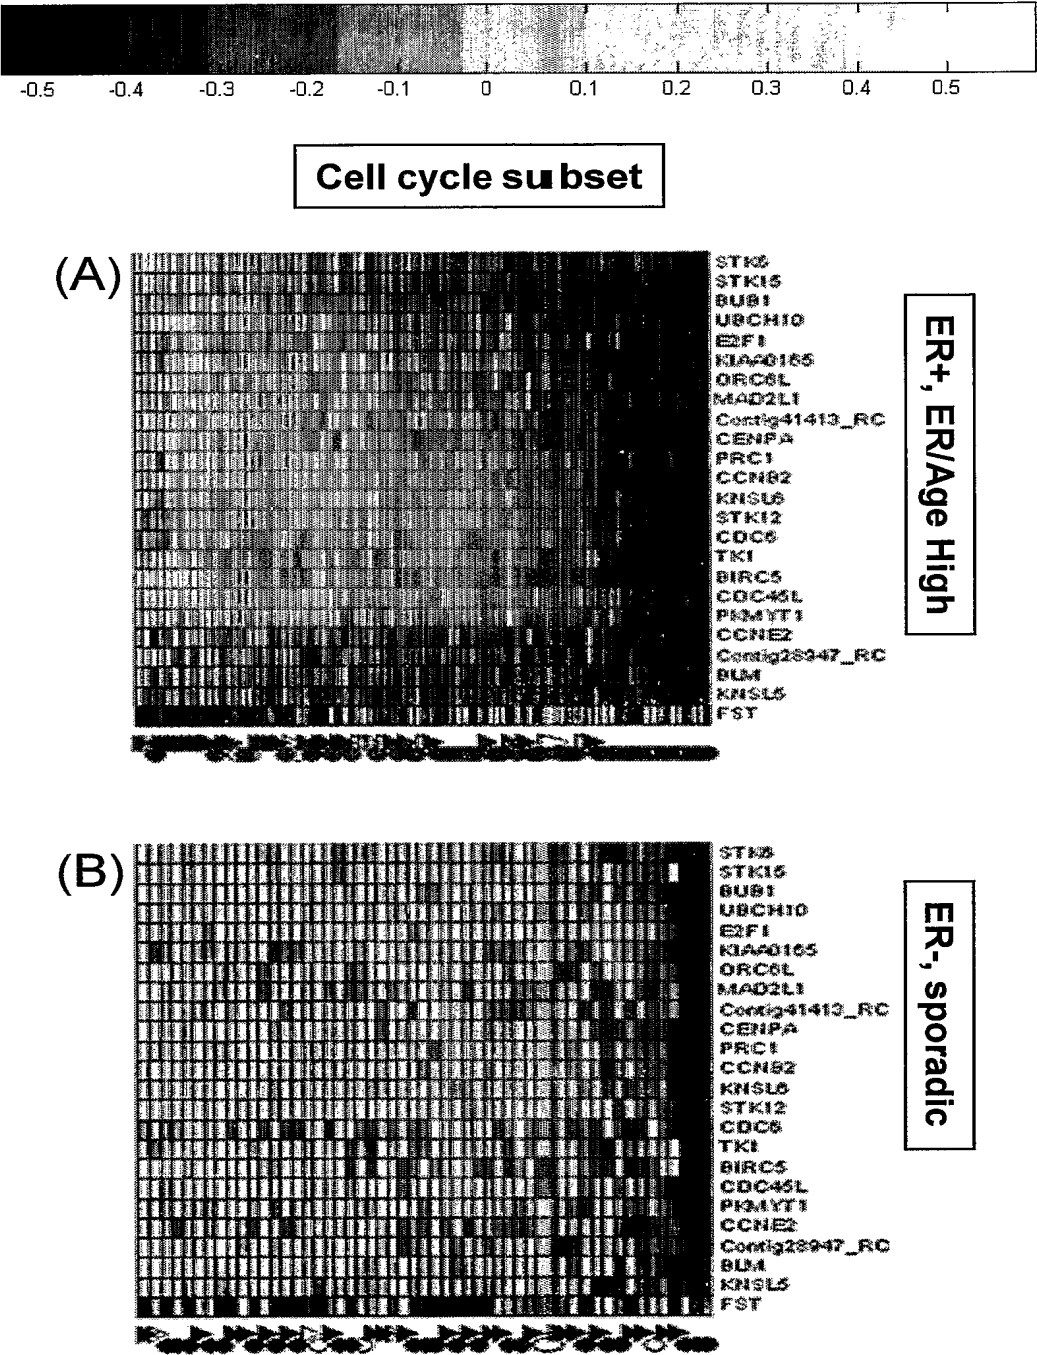 -0.5 -0.4 -0.3 -0.2 -0.1 0 0.1 0.2 0.3 0.4 0.5
Cell cycle subset
(A)
STK6
STK15
BUB1
UBCH10
E2F1
KIAA0165
ORC6L
MAD2L1
Contig41413_RC
CENPA
PRC1
CCNB2
KNSL6
STK12
CDC6
TK1
BIRC5
CDC45L
PKMYT1
CCNE2
Contig28947_RC
BLM
KNSL5
FST
ER+, ER/Age High
(B)
STK6
STK15
BUB1
UBCH10
E2F1
KIAA0165
ORC6L
MAD2L1
Contig41413_RC
CENPA
PRC1
CCNB2
KNSL6
STK12
CDC6
TK1
BIRC5
CDC45L
PKMYT1
CCNE2
Contig28947_RC
BLM
KNSL5
FST
ER-, sporadic